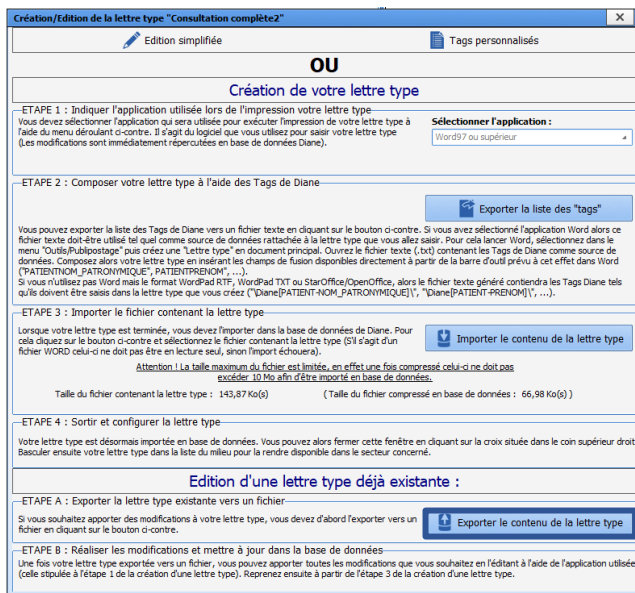 Création/Edition de la lettre type "Consultation complète2"
Edition simplifiée
Tags personnalisés
OU
Création de votre lettre type
ETAPE 1 : Indiquer l'application utilisée lors de l'impression votre lettre type
Vous devez sélectionner l'application qui sera utilisée pour exécuter l'impression de votre lettre type à
l'aide du menu déroulant ci-contre. Il s'agit du logiciel que vous utilisez pour saisir votre lettre type
(Les modifications sont immédiatement répercutées en base de données Diane).
Sélectionner l'application :
Word97 ou supérieur
ETAPE 2 : Composer votre lettre type à l'aide des Tags de Diane
Exporter la liste des "tags"
Vous pouvez exporter la liste des Tags de Diane vers un fichier texte en cliquant sur le bouton ci-contre. Si vous avez sélectionné l'application Word alors ce
fichier texte doit-être utilisé tel quel comme source de données rattachée à la lettre type que vous allez saisir. Pour cela lancer Word, sélectionnez dans le
menu "Outils/Publipostage" puis créez une "Lettre type" en document principal. Ouvrez le fichier texte (.txt) contenant les Tags de Diane comme source de
données. Composez alors votre lettre type en insérant les champs de fusion disponibles directement à partir de la barre d'outil prévu à cet effet dans Word
("PATIENTNOM_PATRONYMIQUE", PATIENTPRENOM", ...).
Si vous n'utilisez pas Word mais le format WordPad RTF, WordPad TXT ou StarOffice/OpenOffice, alors le fichier texte généré contiendra les Tags Diane tels
qu'ils doivent être saisis dans la lettre type que vous créez ("\Diane[PATIENT-NOM_PATRONYMIQUE]\", "\Diane[PATIENT-PRENOM]\", ...).
ETAPE 3 : Importer le fichier contenant la lettre type
Lorsque votre lettre type est terminée, vous devez l'importer dans la base de données de Diane. Pour
cela cliquez sur le bouton ci-contre et sélectionnez le fichier contenant la lettre type (S'il s'agit d'un
fichier WORD celui-ci ne doit pas être en lecture seul, sinon l'import échouera).
Importer le contenu de la lettre type
Attention ! La taille maximum du fichier est limitée, en effet une fois compressé celui-ci ne doit pas
excéder 10 Mo afin d'être importé en base de données.
Taille du fichier contenant la lettre type : 143,87 Ko(s) ( Taille du fichier compressé en base de données : 66,98 Ko(s) )
ETAPE 4 : Sortir et configurer la lettre type
Votre lettre type est désormais importée en base de données. Vous pouvez alors fermer cette fenêtre en cliquant sur la croix située dans le coin supérieur droit.
Basculer ensuite votre lettre type dans la liste du milieu pour la rendre disponible dans le secteur concerné.
Edition d'une lettre type déjà existante :
ETAPE A : Exporter la lettre type existante vers un fichier
Si vous souhaitez apporter des modifications à votre lettre type, vous devez d'abord l'exporter vers un
fichier en cliquant sur le bouton ci-contre.
Exporter le contenu de la lettre type
ETAPE B : Réaliser les modifications et mettre à jour dans la base de données
Une fois votre lettre type exportée vers un fichier, vous pouvez apporter toutes les modifications que vous souhaitez en l'éditant à l'aide de l'application utilisée
(celle stipulée à l'étape 1 de la création d'une lettre type). Reprenez ensuite à partir de l'étape 3 de la création d'une lettre type.